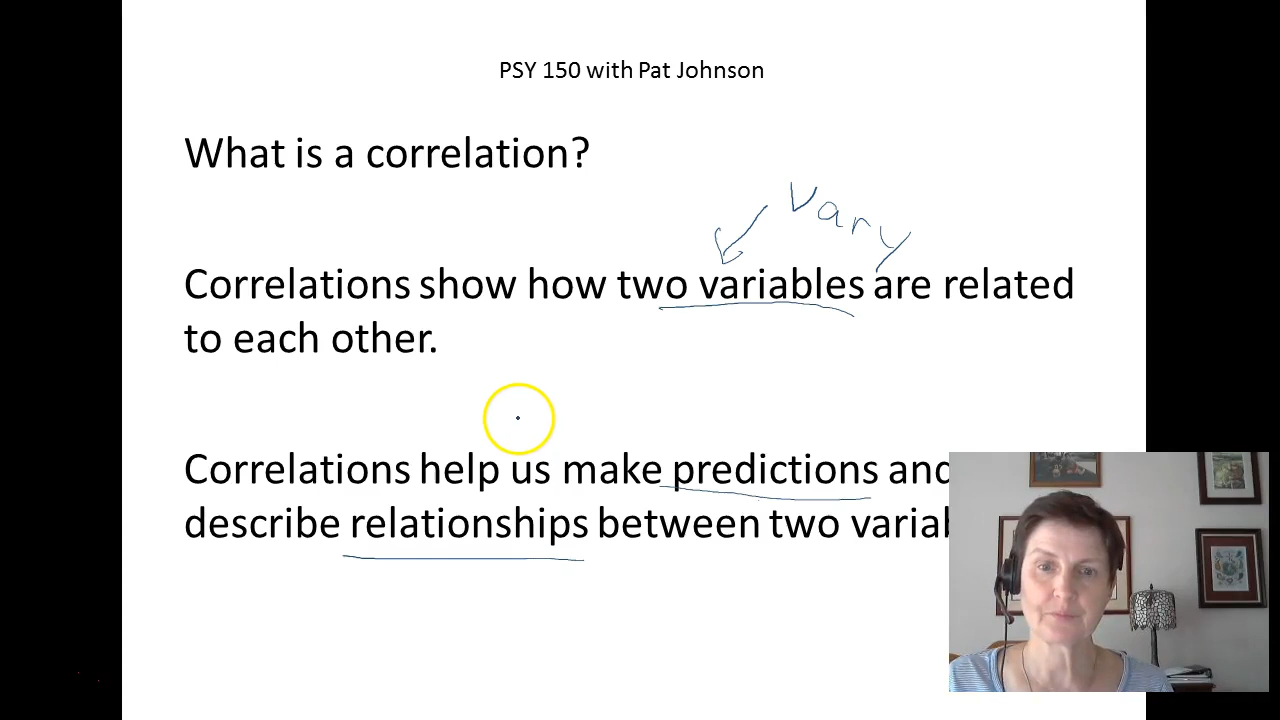 PSY 150 with Pat Johnson
What is a correlation?
Vary
Correlations show how two variables are related
to each other.
Correlations help us make predictions and
describe relationships between two variab